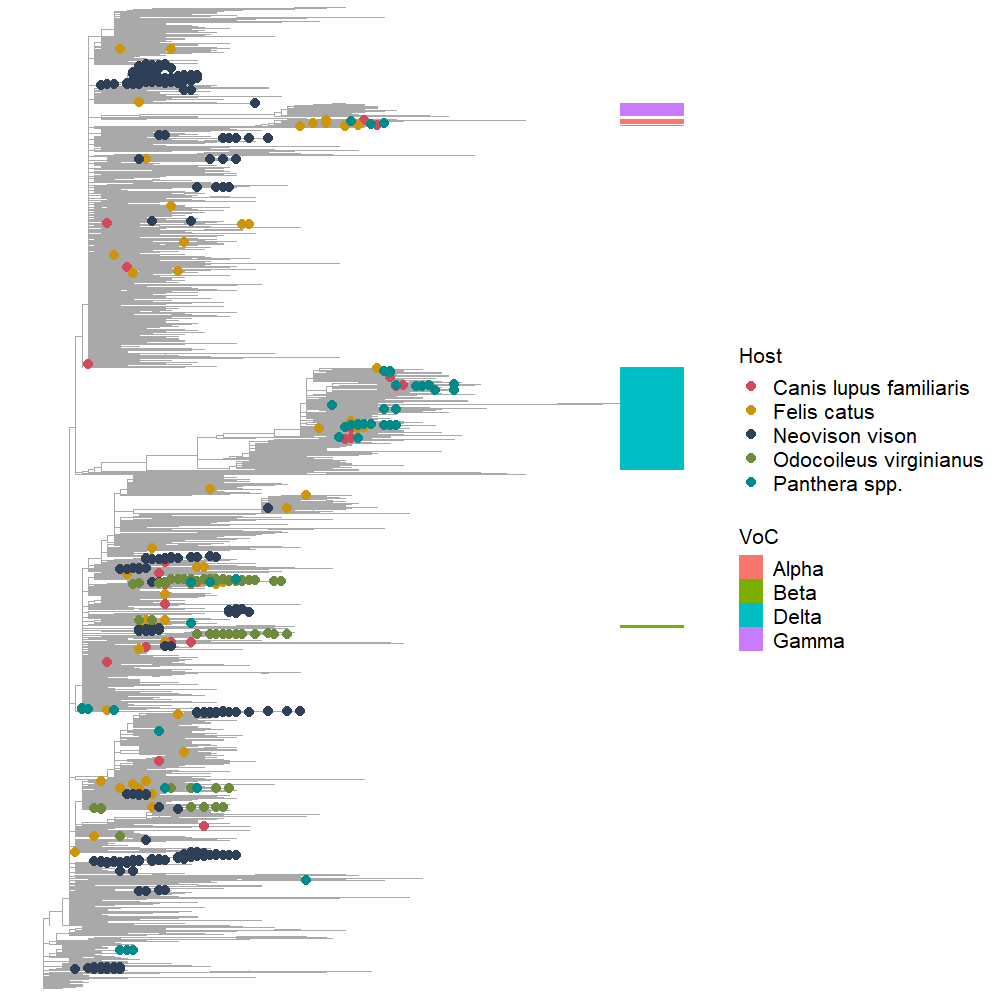 Host
Canis lupus familiaris
Felis catus
Neovison vison
Odocoileus virginianus
Panthera spp.
VoC
Alpha
Beta
Delta
Gamma